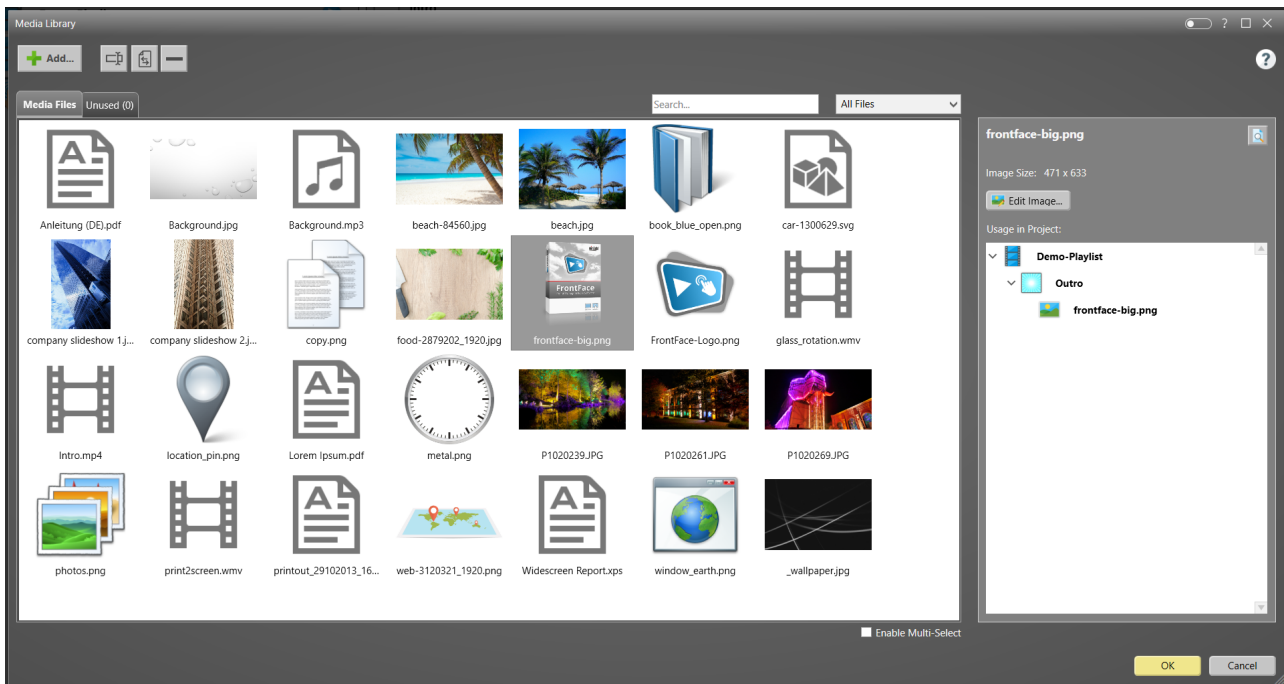 Media Library
?
Add...
?
Media Files
Unused (0)
Search...
All Files
Anleitung (DE).pdf
Background.jpg
Background.mp3
beach-84560.jpg
beach.jpg
book_blue_open.png
car-1300629.svg
FrontFace
company slideshow 1.j...
company slideshow 2.j...
copy.png
food-2879202_1920.jpg
frontface-big.png
FrontFace-Logo.png
glass_rotation.wmv
Intro.mp4
location_pin.png
Lorem Ipsum.pdf
metal.png
P1020239.JPG
P1020261.JPG
P1020269.JPG
photos.png
print2screen.wmv
printout_29102013_16...
web-3120321_1920.png
Widescreen Report.xps
window_earth.png
_wallpaper.jpg
Enable Multi-Select
frontface-big.png
Image Size: 471 x 633
Edit Image...
Usage in Project:
Demo-Playlist
Outro
frontface-big.png
OK
Cancel